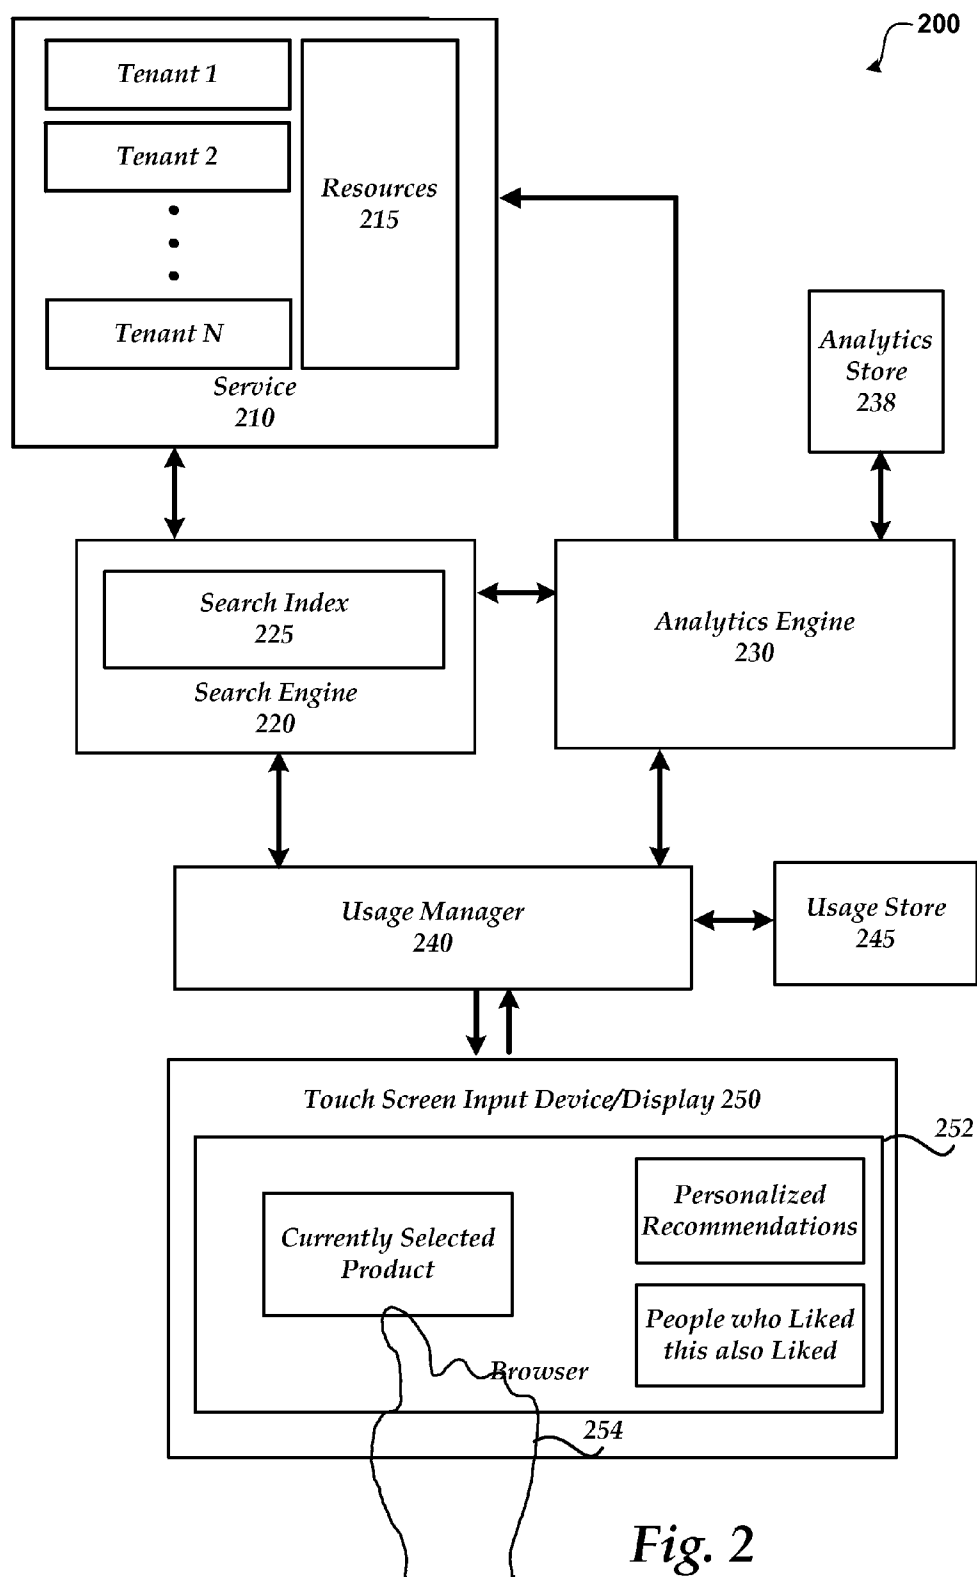 200
Tenant 1
Tenant 2
Tenant N
Resources
215
Service
210
Analytics
Store
238
Search Index
225
Search Engine
220
Analytics Engine
230
Usage Manager
240
Usage Store
245
Touch Screen Input Device/Display 250
252
Currently Selected
Product
Personalized
Recommendations
People who Liked
this also Liked
Browser
254
Fig. 2